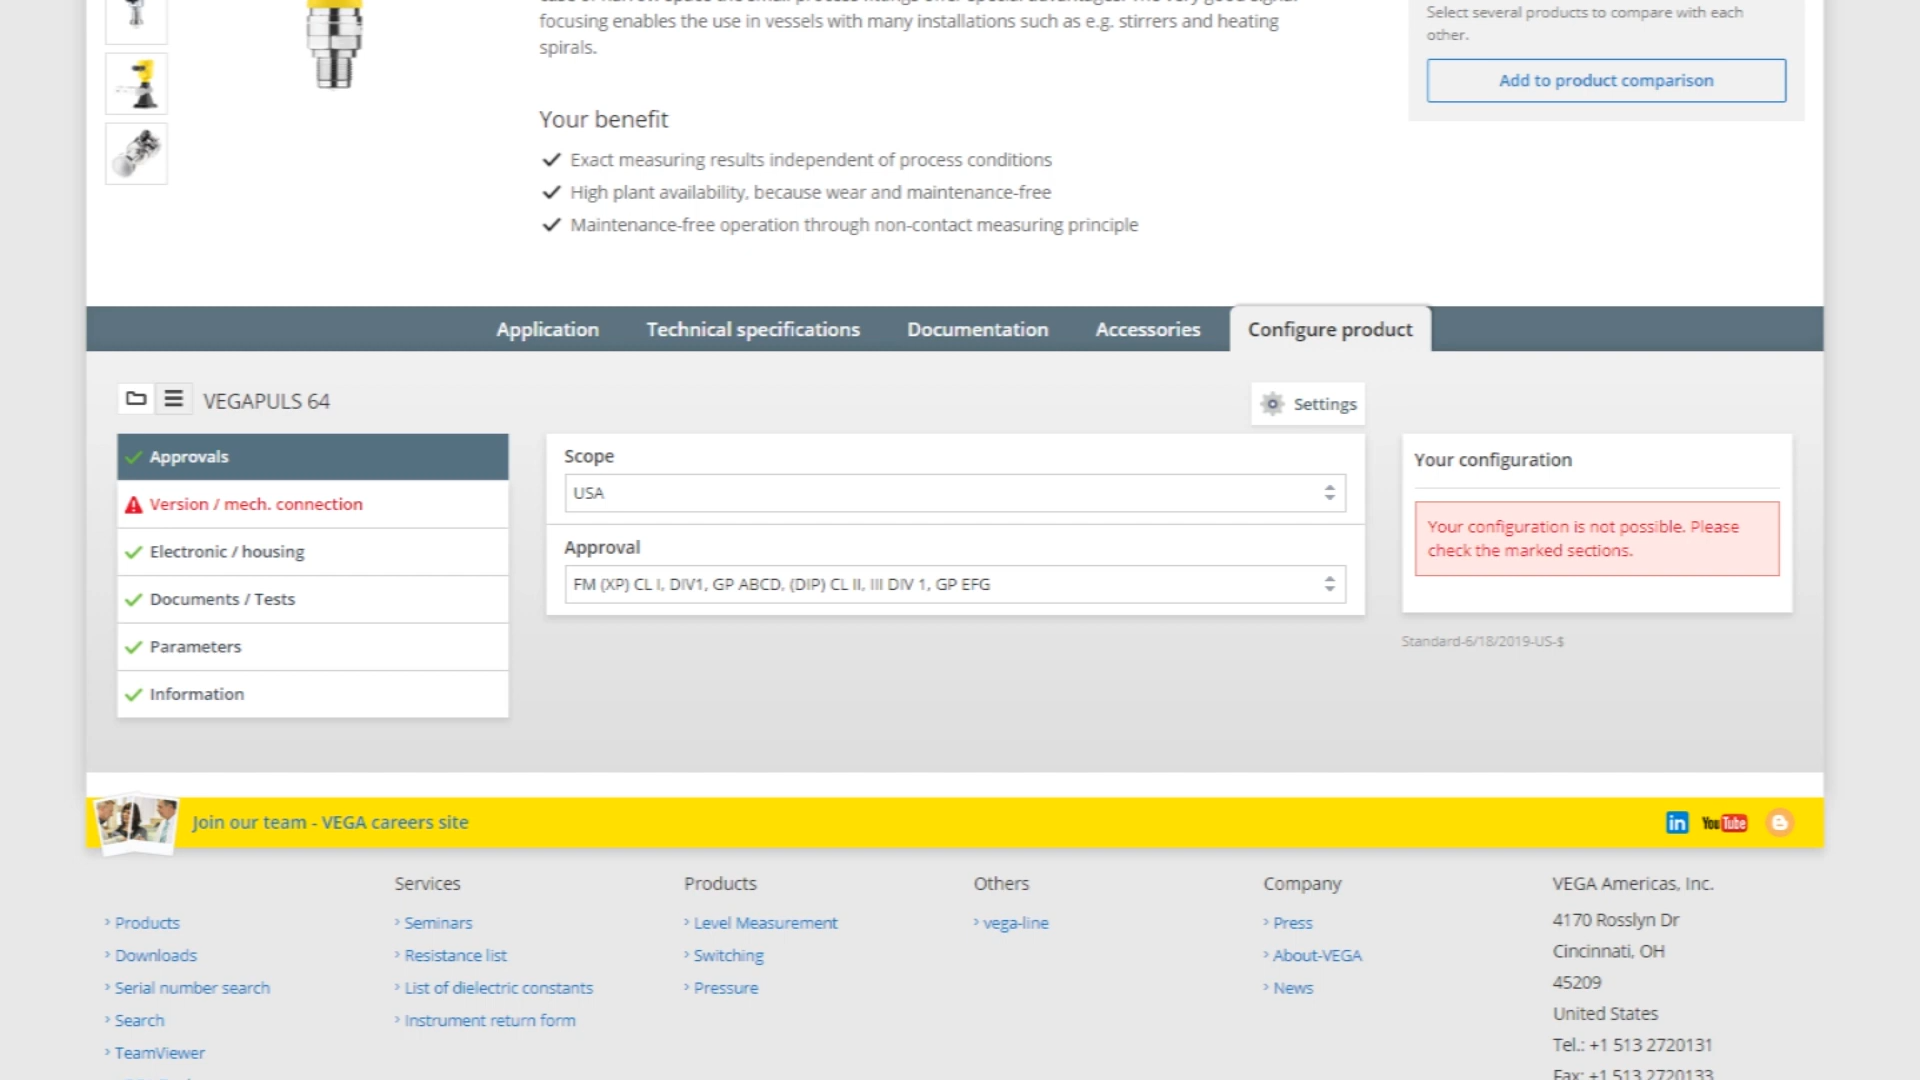 focusing enables the use in vessels with many installations such as e.g. stirrers and heating
spirals.
Select several products to compare with each
other.
Add to product comparison
Your benefit
Exact measuring results independent of process conditions
High plant availability, because wear and maintenance-free
Maintenance-free operation through non-contact measuring principle
Application
Technical specifications
Documentation
Accessories
Configure product
VEGAPULS 64
Settings
Approvals
Version / mech. connection
Electronic / housing
Documents / Tests
Parameters
Information
Scope
USA
Approval
FM (XP) CL I, DIV1, GP ABCD, (DIP) CL II, III DIV 1, GP EFG
Your configuration
Your configuration is not possible. Please
check the marked sections.
Standard-6/18/2019-US-$
Join our team - VEGA careers site
in
YouTube
Products
Downloads
Serial number search
Search
TeamViewer
Services
Seminars
Resistance list
List of dielectric constants
Instrument return form
Products
Level Measurement
Switching
Pressure
Others
vega-line
Company
Press
About-VEGA
News
VEGA Americas, Inc.
4170 Rosslyn Dr
Cincinnati, OH
45209
United States
Tel.: +1 513 2720131
Fax: +1 513 2720133